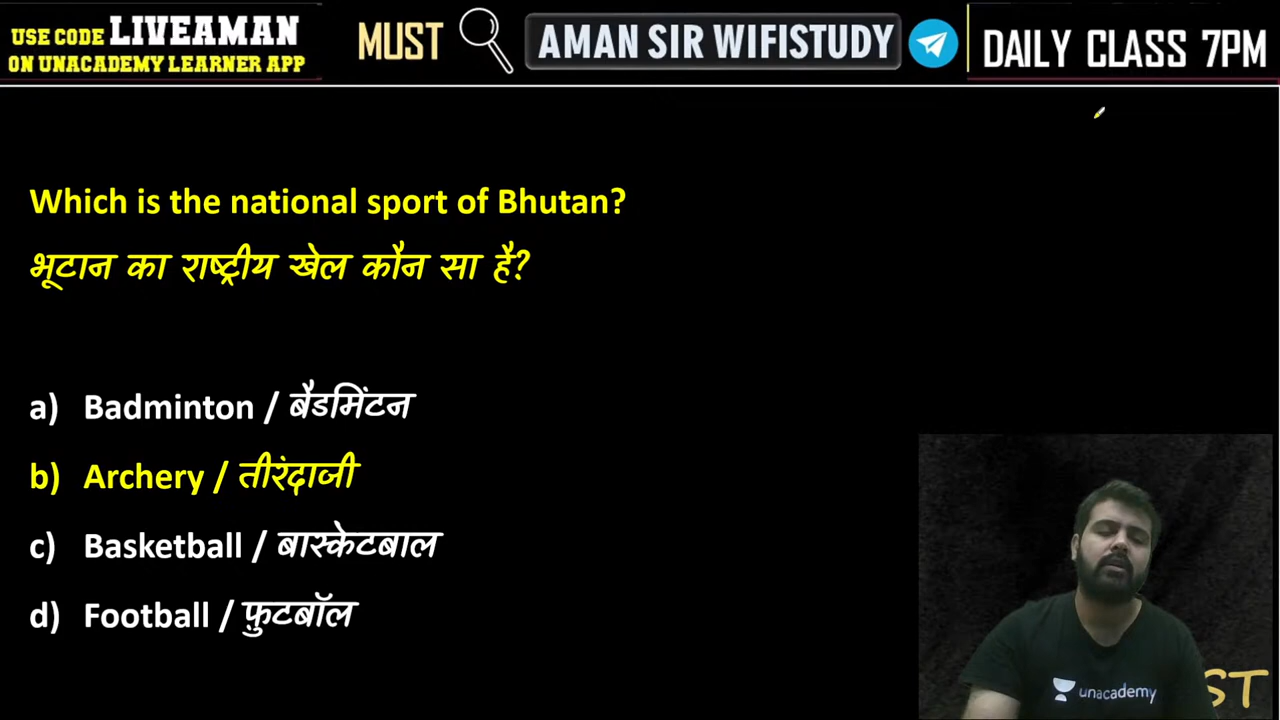 USE CODE LIVEAMAN
ON UNACADEMY LEARNER APP
MUST
AMAN SIR WIFISTUDY
DAILY CLASS 7PM
Which is the national sport of Bhutan?
भूटान का राष्ट्रीय खेल कौन सा है?
a) Badminton / बैडमिंटन
b) Archery / तीरंदाजी
c) Basketball / बास्केटबाल
d) Football / फ़ुटबॉल
unacademy
ST